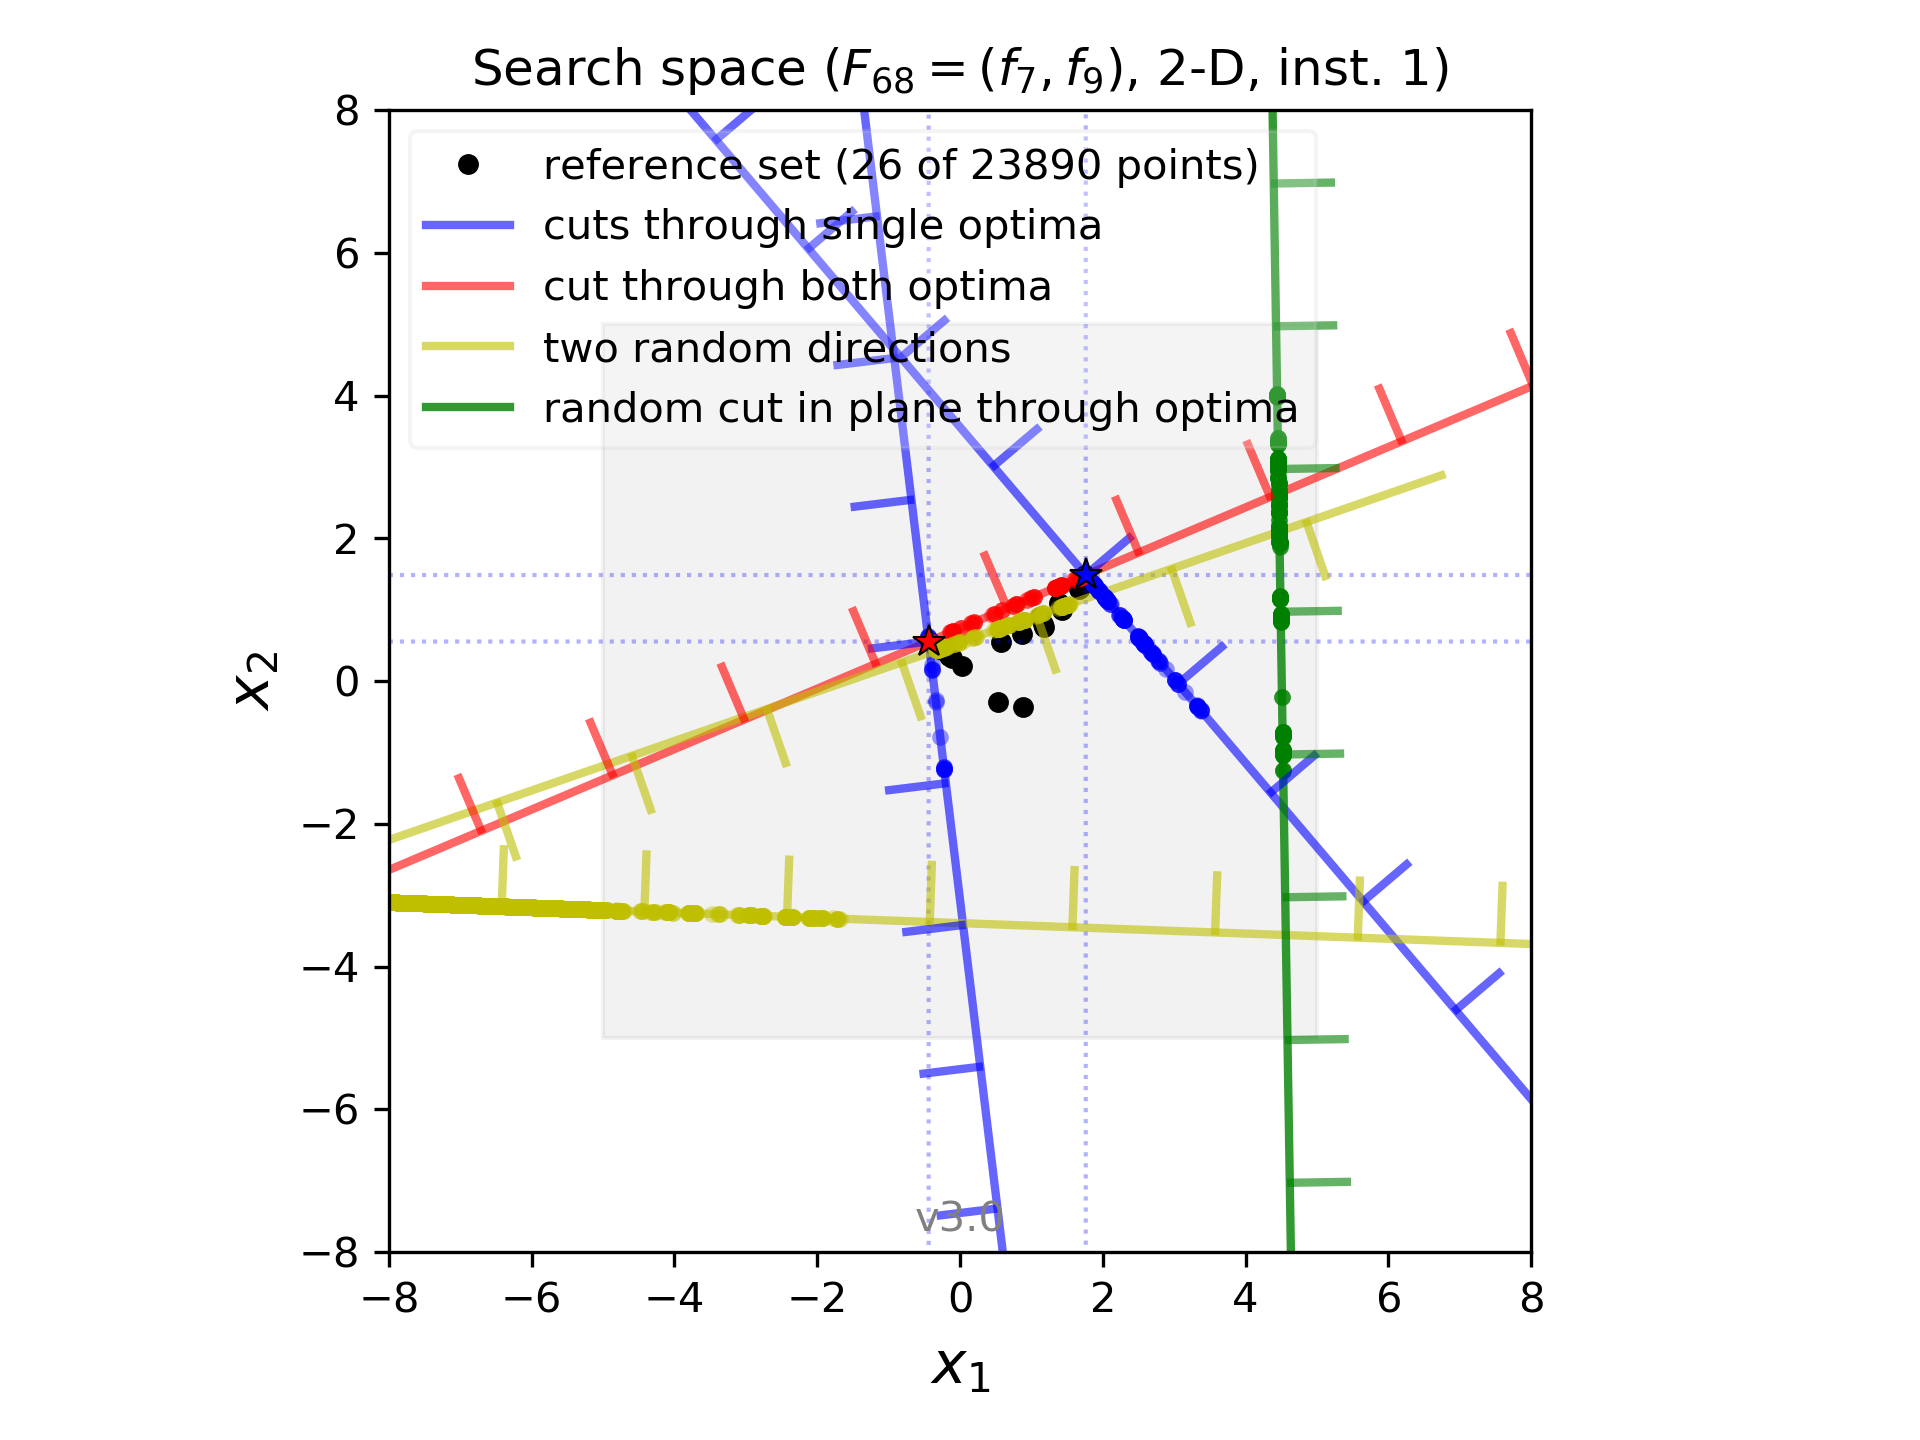 Search space (F68 = (f7, f9), 2-D, inst. 1)
reference set (26 of 23890 points)
cuts through single optima
cut through both optima
two random directions
random cut in plane through optima
8
6
4
2
0
−2
−4
−6
−8
x2
v3.0
−8 −6 −4 −2 0 2 4 6 8
x1